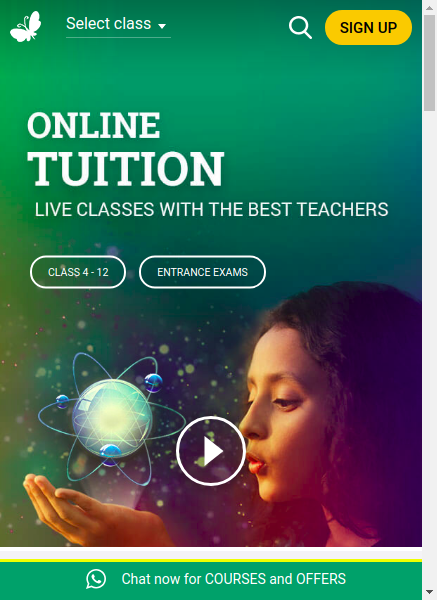 Select class
SIGN UP
ONLINE
TUITION
LIVE CLASSES WITH THE BEST TEACHERS
CLASS 4 - 12
ENTRANCE EXAMS
Chat now for COURSES and OFFERS